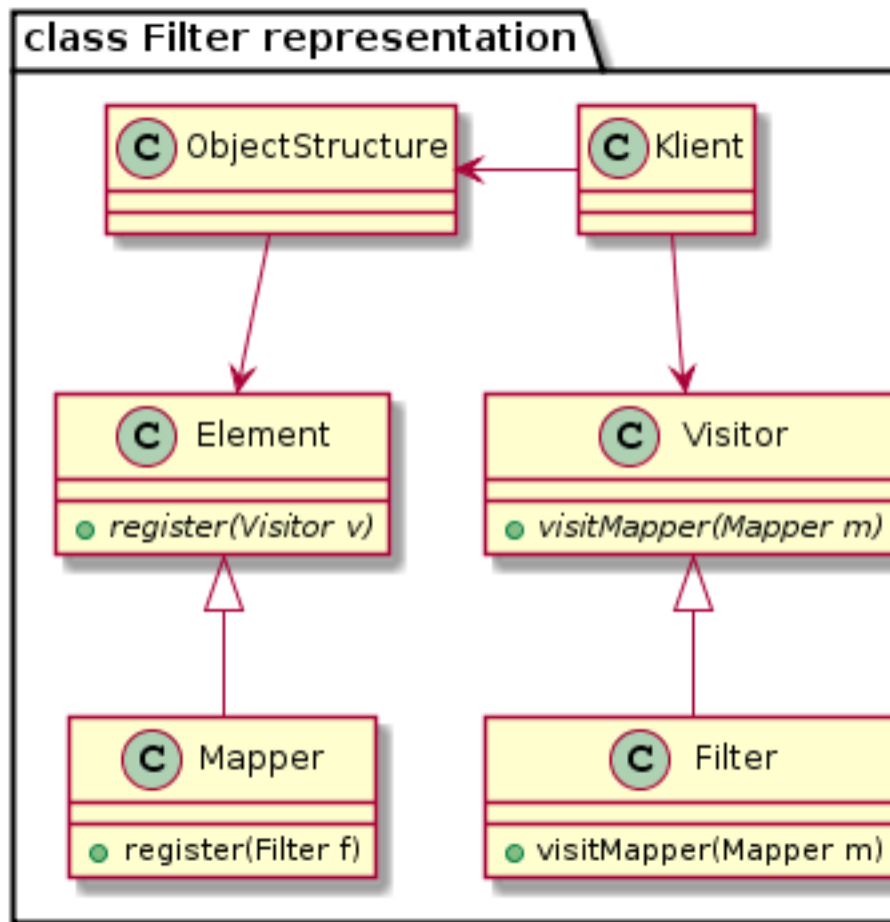 class Filter representation
C ObjectStructure
C Klient
C Element
+ register(Visitor v)
C Visitor
+ visitMapper(Mapper m)
C Mapper
register(Filter f)
C Filter
visitMapper(Mapper m)